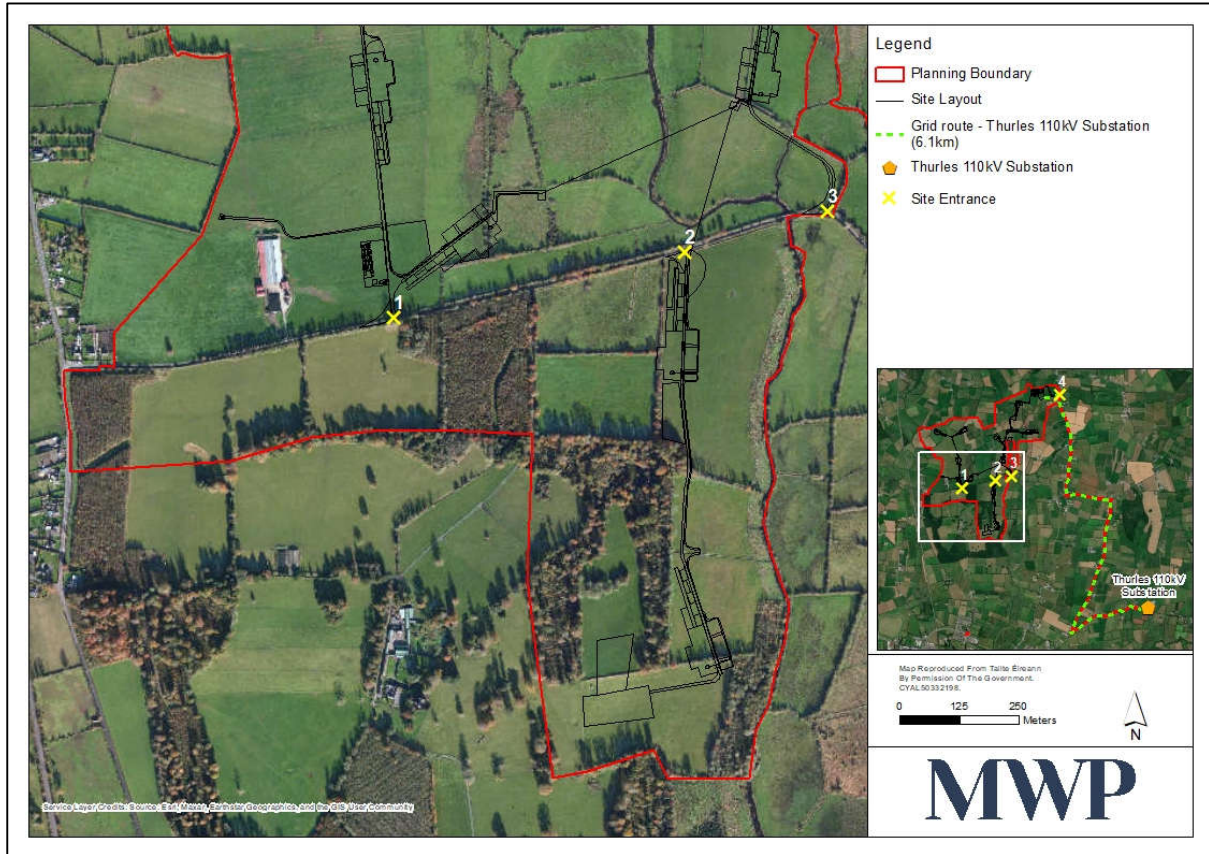 1
2
3
Service Layer Credits: Source: Esri, Maxar, Earthstar Geographics, and the GIS User Community
Legend
Planning Boundary
Site Layout
Grid route - Thurles 110kV Substation
(6.1km)
Thurles 110kV Substation
Site Entrance
4
3
2
1
Thurles 110kV
Substation
Map Reproduced From Tailte Éireann
By Permission Of The Government.
CYAL50332198.
0 125 250
Meters
N
MWP